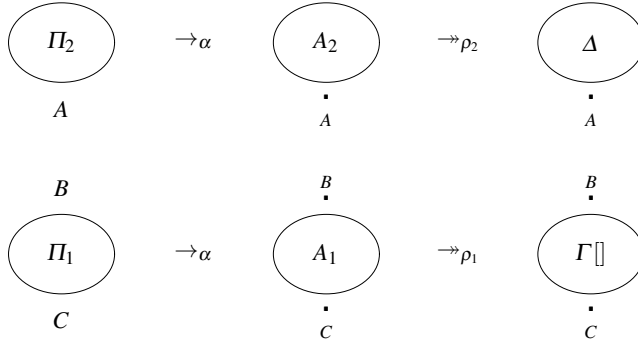 Π₂ →α A₂ ↠ρ₂ Δ
A · ·
A A
B B
B · ·
Π₁ →α A₁ ↠ρ₁ Γ[]
C · ·
C C